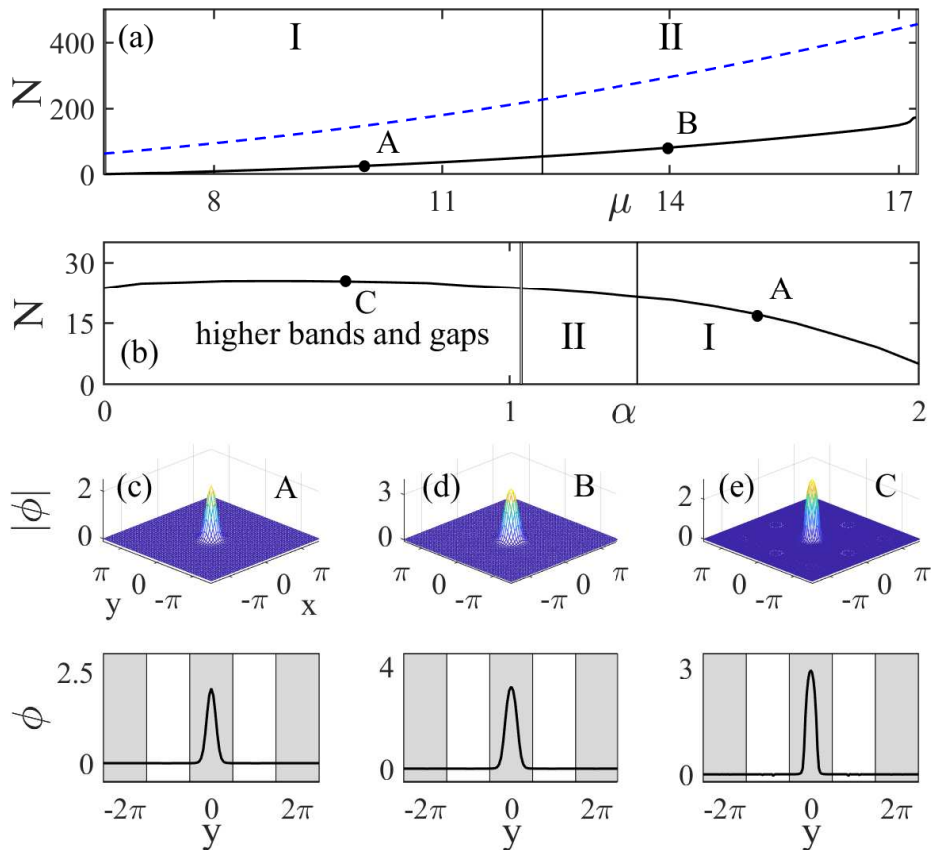 (a) I II
400
200
0
N
A B
8 11 μ 14 17
(b)
30
15
0
N
C A
higher bands and gaps II I
0 1 α 2
(c) A (d) B (e) C
|ϕ|
2 0 3 0 2 0
π 0 -π -π 0 π π 0 -π -π 0 π π 0 -π -π 0 π
y x
ϕ
2.5 4 3
0 0 0
-2π 0 2π -2π 0 2π -2π 0 2π
y y y